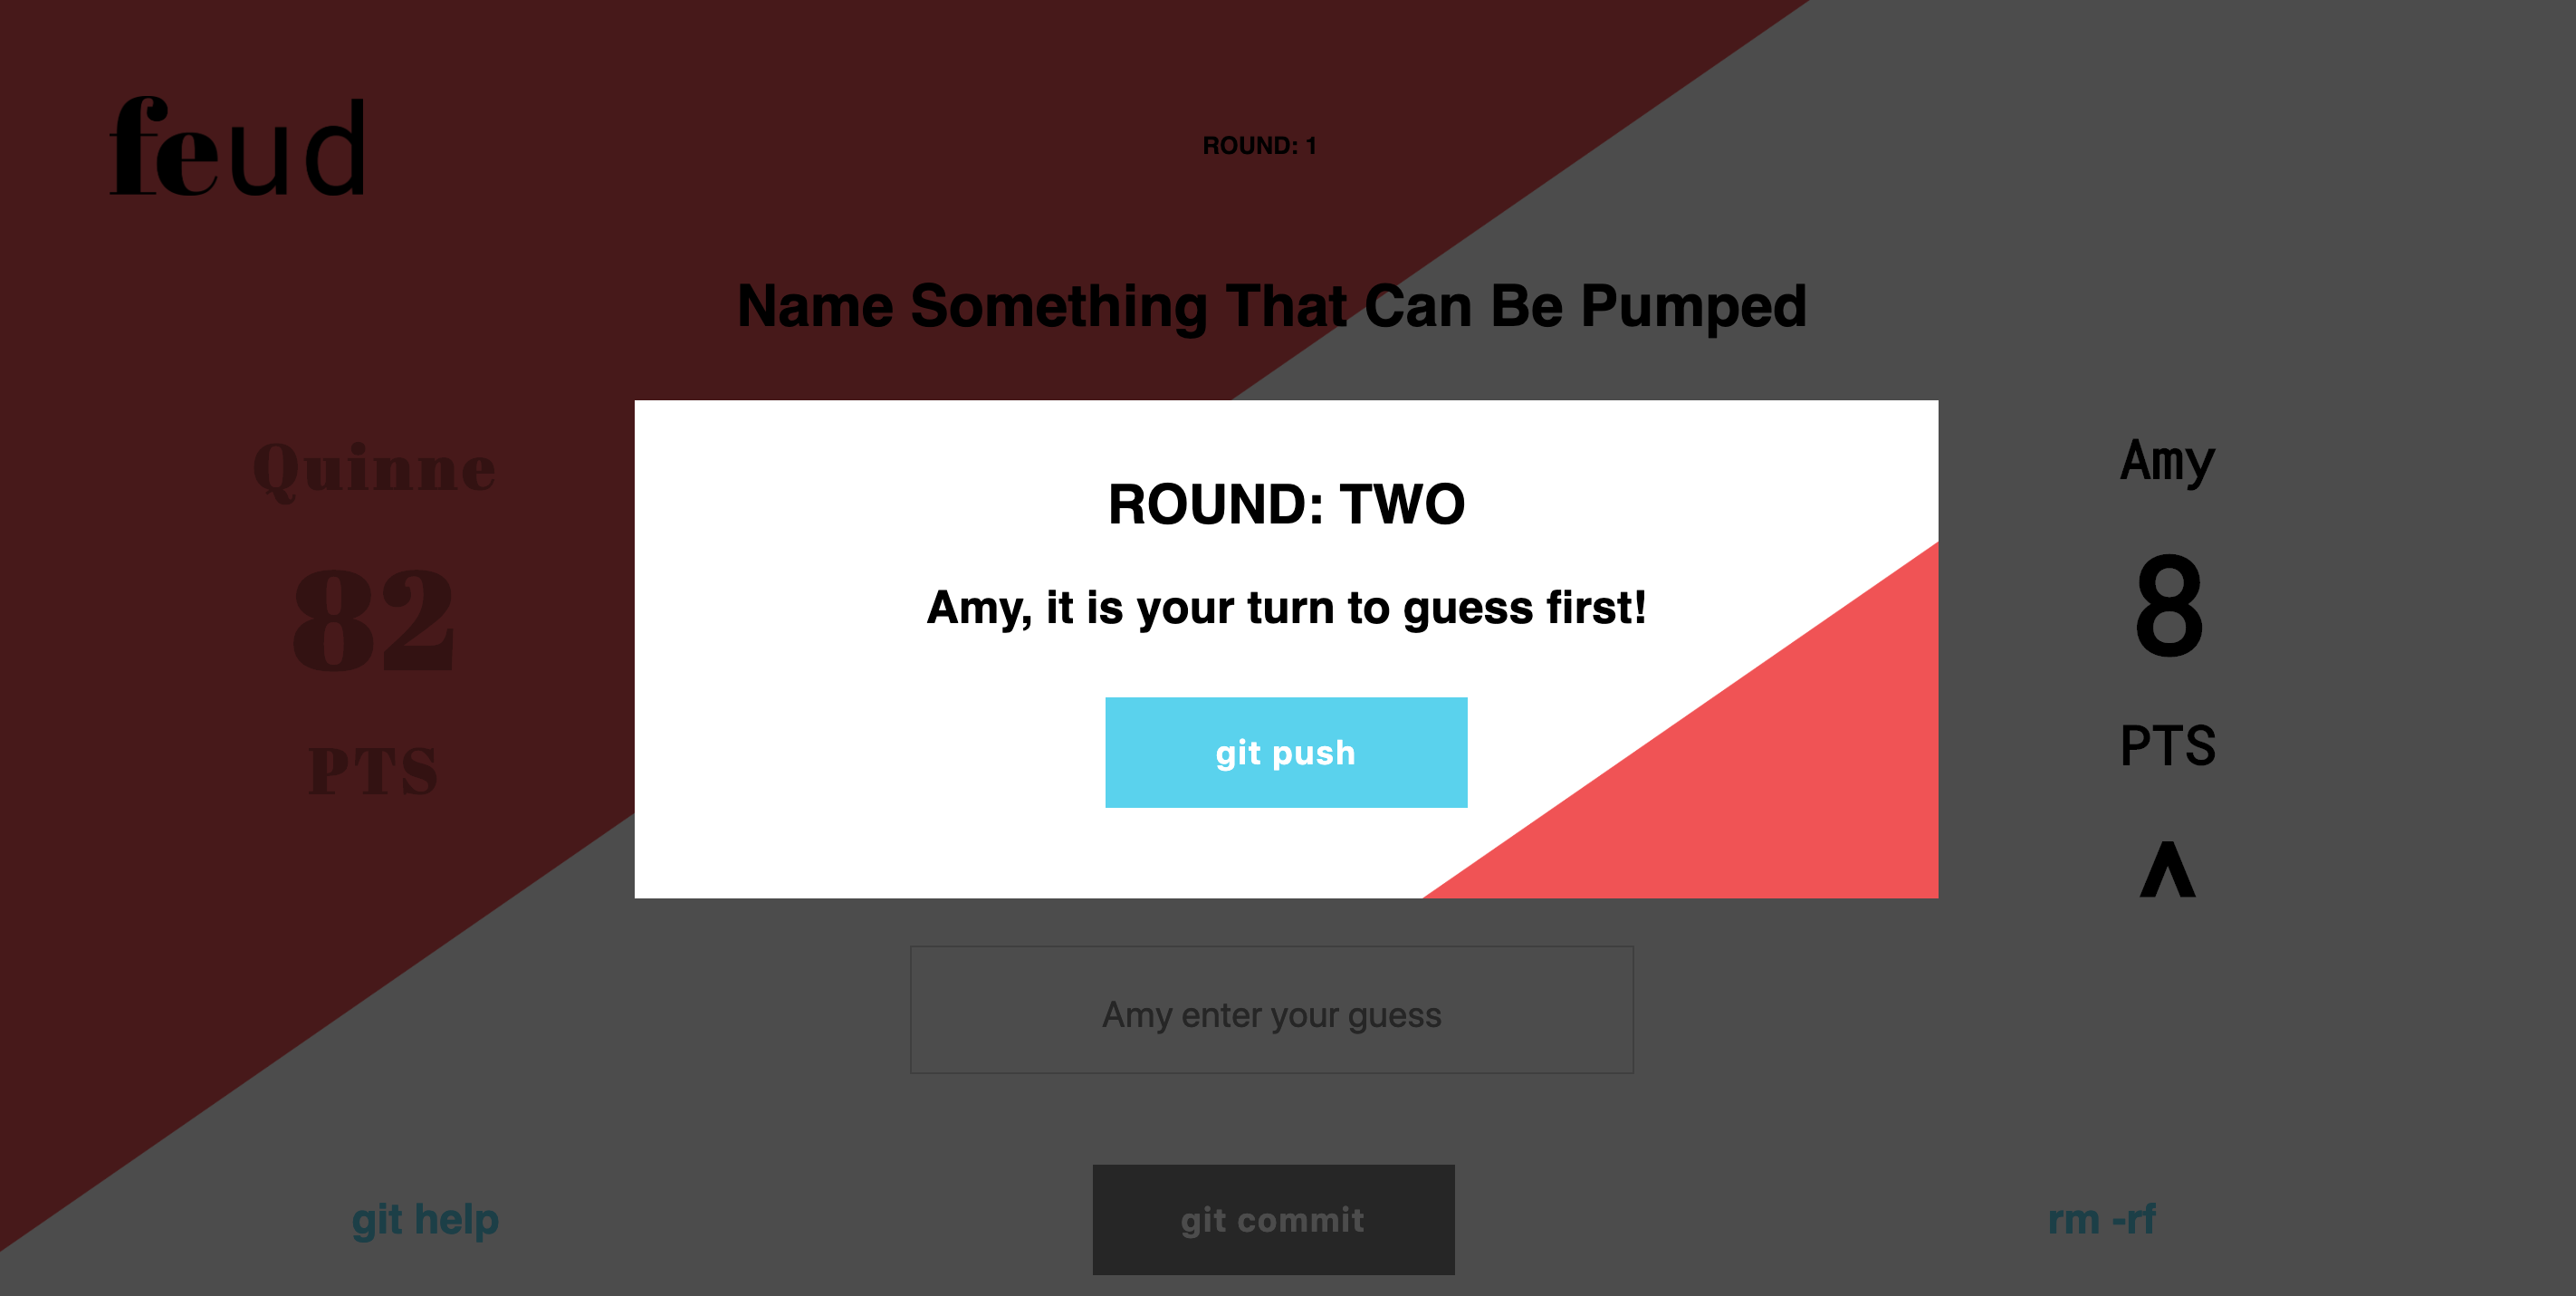 feud
ROUND: 1
Name Something That Can Be Pumped
Quinne
82
PTS
ROUND: TWO
Amy, it is your turn to guess first!
git push
Amy
8
PTS
^
Amy enter your guess
git help
git commit
rm -rf